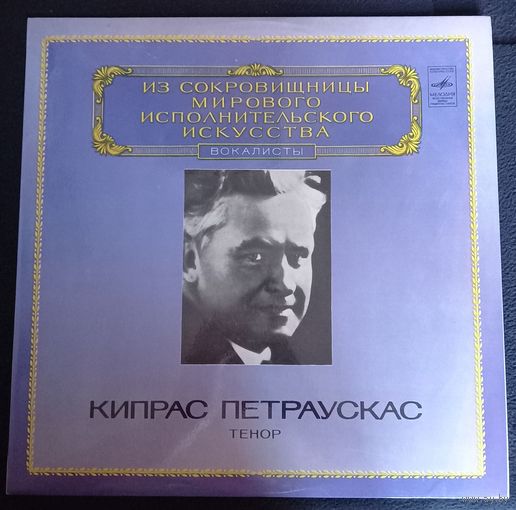 ИЗ СОКРОВИЩНИЦЫ
МИРОВОГО
ИСПОЛНИТЕЛЬСКОГО
ИСКУССТВА
ВОКАЛИСТЫ
МЕЛОДИЯ
КИПРАС ПЕТРАУСКАС
ТЕНОР